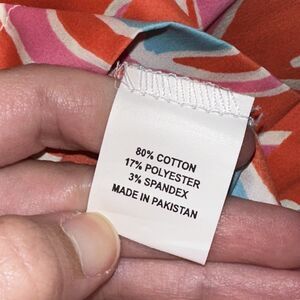 80% COTTON
17% POLYESTER
3% SPANDEX
MADE IN PAKISTAN